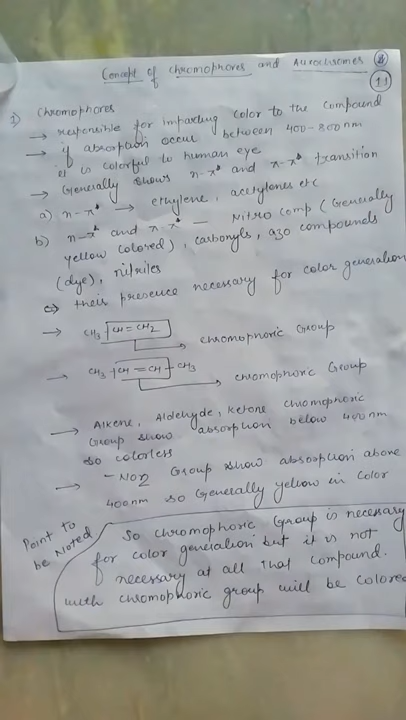 Concept of Chromophores and Auxochromes
8
11
1) Chromophores
→ responsible for imparting color to the compound
→ if absorption occur between 400-800nm
it is colorful to human eye
→ Generally shows n-π* and π-π* transition
a) π-π* → ethylene, acetylenes etc
b) n-π* and π-π* — Nitro comp (Generally
yellow colored), carbonyls, azo compounds
(dye), nitriles
c) their presence necessary for color generation
→ CH3 CH=CH2
chromophoric Group
→ CH3 CH=CH CH3
chromophoric Group
→ Alkene, Aldehyde, Ketone chromophoric
Group show absorption below 400nm
so colorless
→ -NO2 Group show absorption above
400nm so Generally yellow in color
Point to
be Noted
So chromophoric Group is necessary
for color generation but it is not
necessary at all that compound
with chromophoric group will be colored